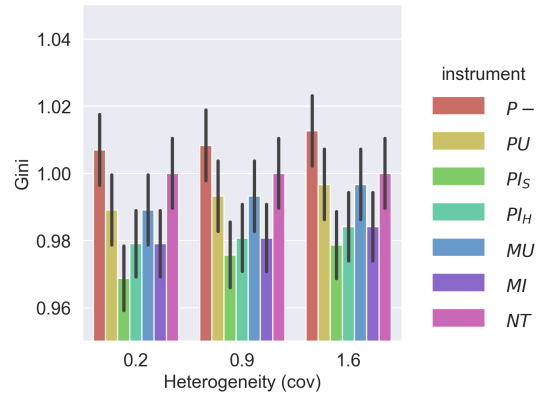 1.04
1.02
1.00
0.98
0.96
Gini
0.2 0.9 1.6
Heterogeneity (cov)
instrument
P −
PU
PI_S
PI_H
MU
MI
NT